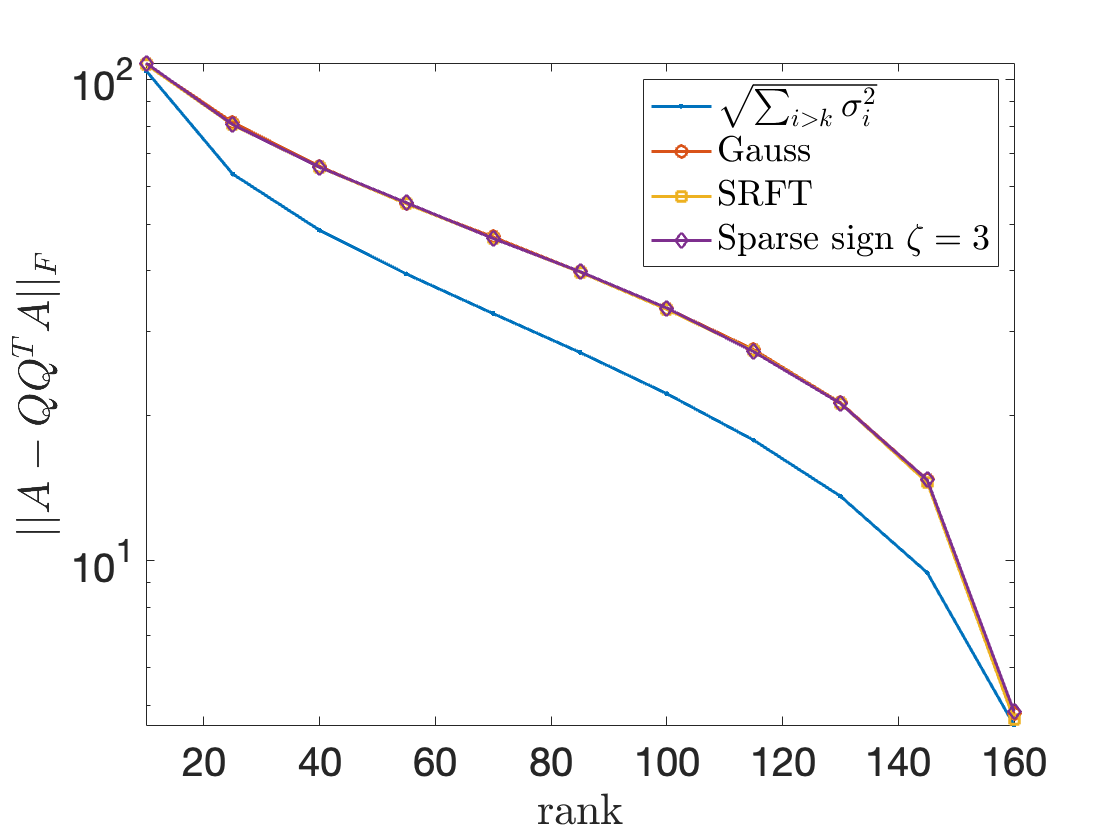 10^2
10^1
||A − QQ^T A||_F
√∑_{i>k} σ_i^2
Gauss
SRFT
Sparse sign ζ = 3
20 40 60 80 100 120 140 160
rank